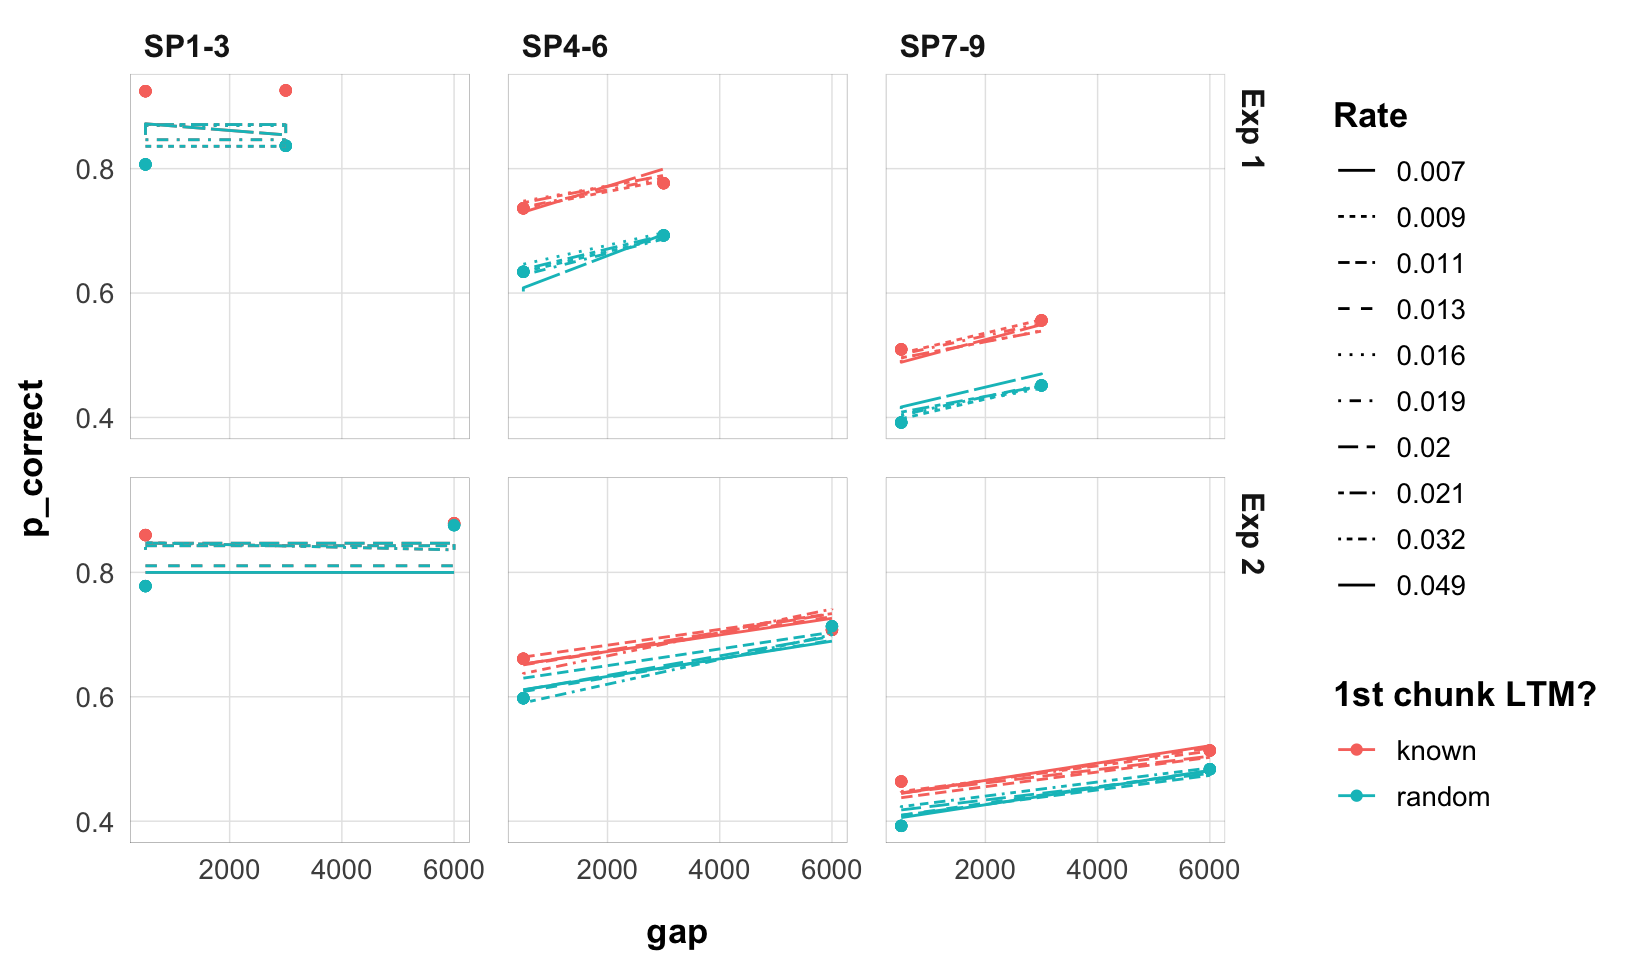 SP1-3 SP4-6 SP7-9
Exp 1
0.8
0.6
0.4
Exp 2
0.8
0.6
0.4
2000 4000 6000 2000 4000 6000 2000 4000 6000
gap
p_correct
Rate
0.007
0.009
0.011
0.013
0.016
0.019
0.02
0.021
0.032
0.049
1st chunk LTM?
known
random